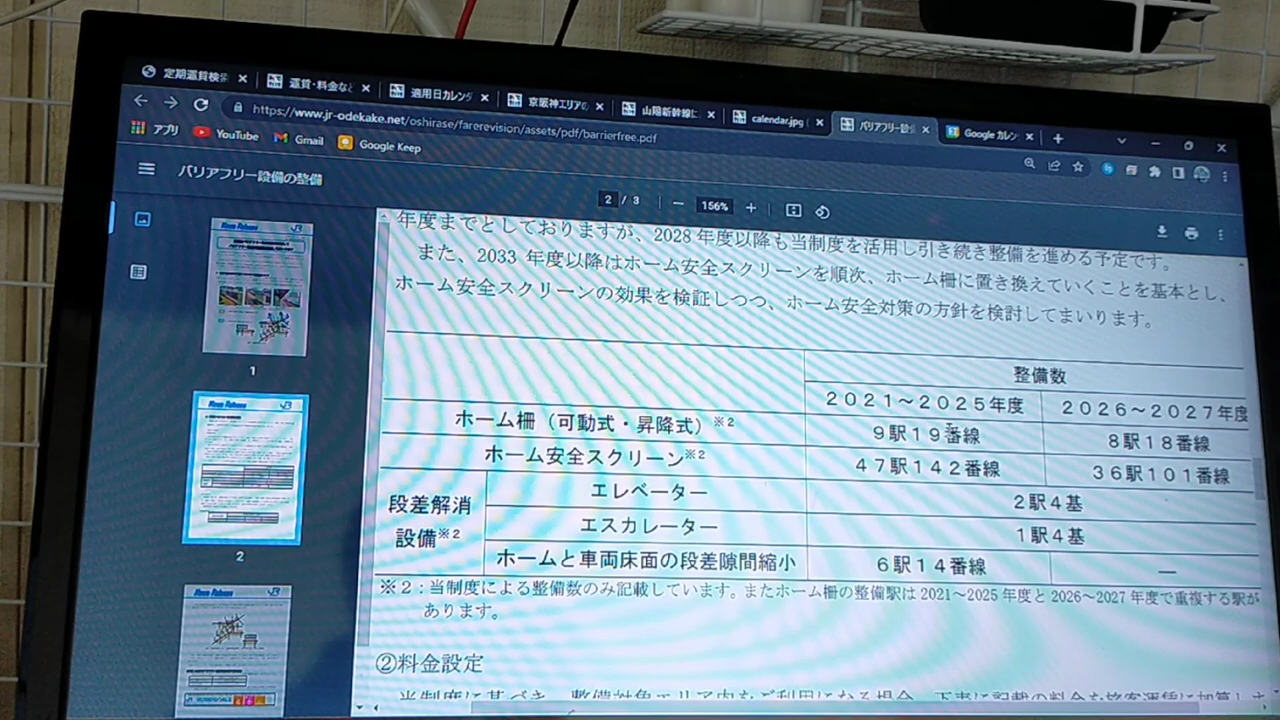 定期運賃検索
運賃・料金など
適用日カレンダ
京阪神エリアの
山陽新幹線に
calendar.jpg (
バリアフリー設備
Google カレン
https://www.jr-odekake.net/oshirase/farerevision/assets/pdf/barrierfree.pdf
アプリ
YouTube
Gmail
Google Keep
バリアフリー設備の整備
2 / 3
156%
1
2
年度までとしておりますが、2028 年度以降も当制度を活用し引き続き整備を進める予定です。
また、2033 年度以降はホーム安全スクリーンを順次、ホーム柵に置き換えていくことを基本とし、
ホーム安全スクリーンの効果を検証しつつ、ホーム安全対策の方針を検討してまいります。
整備数
2021～2025年度 2026～2027年度
ホーム柵（可動式・昇降式）※2 9駅19番線 8駅18番線
ホーム安全スクリーン※2 47駅142番線 36駅101番線
段差解消
設備※2
エレベーター 2駅4基
エスカレーター 1駅4基
ホームと車両床面の段差隙間縮小 6駅14番線 ―
※2：当制度による整備数のみ記載しています。またホーム柵の整備駅は 2021～2025 年度と 2026～2027 年度で重複する駅が
あります。
②料金設定